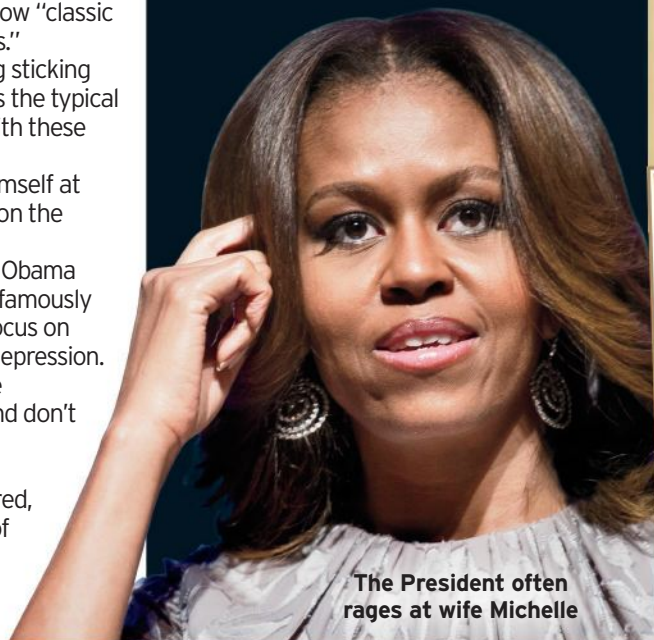 ow “classic
s.”
g sticking
s the typical
th these
mself at
on the
Obama
famously
ocus on
epression.
e
nd don’t
red,
of
The President often
rages at wife Michelle